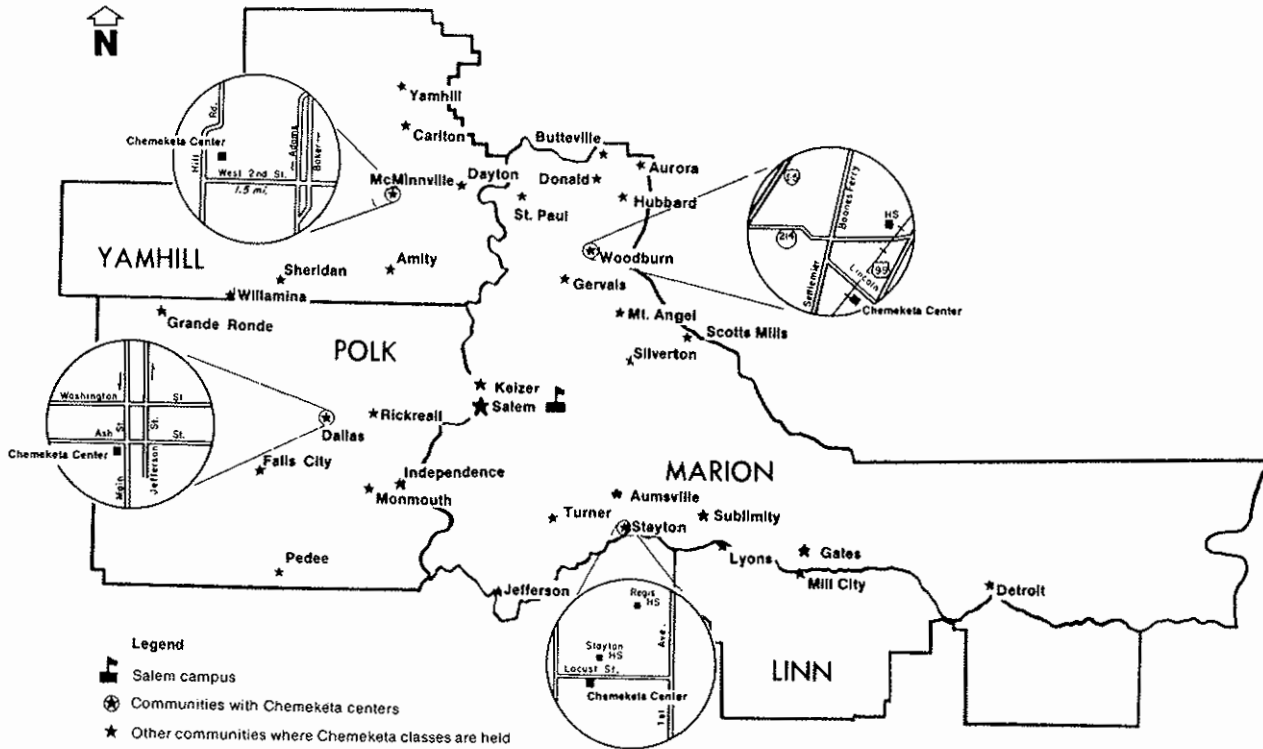 N
Yamhill
Carlton
Butteville
Aurora
McMinnville
Dayton
Donald
Hubbard
St. Paul
Hill Rd.
Chemeketa Center
Adams
Baker
West 2nd St.
1.5 mi.
YAMHILL
Sheridan
Amity
Willamina
Grande Ronde
Woodburn
Gervais
Mt. Angel
Scotts Mills
Silverton
Boones Ferry
HS
214
99
Lincoln
Settlemier
Chemeketa Center
POLK
Keizer
Salem
Rickreall
Dallas
Falls City
Independence
Monmouth
Pedee
Washington St
Ash St.
Chemeketa Center
Main St.
Jefferson St.
MARION
Aumsville
Turner
Sublimity
Stayton
Lyons
Gates
Mill City
Detroit
Jefferson
Regis HS
Stayton HS
Locust St.
Chemeketa Center
1st Ave.
LINN
Legend
Salem campus
Communities with Chemeketa centers
Other communities where Chemeketa classes are held